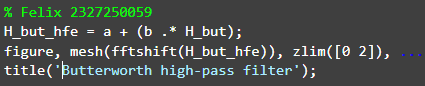 % Felix 2327250059
H_but_hfe = a + (b .* H_but);
figure, mesh(fftshift(H_but_hfe)), zlim([0 2]), ...
title('Butterworth high-pass filter');